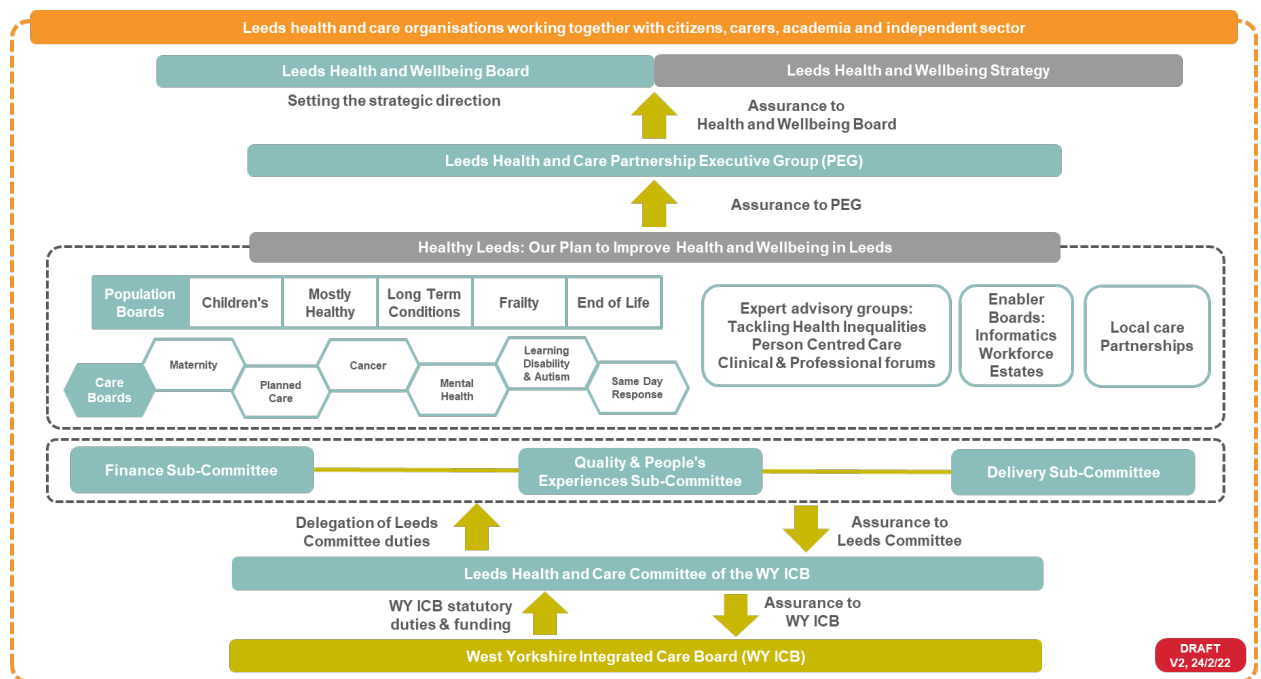 Leeds health and care organisations working together with citizens, carers, academia and independent sector
Leeds Health and Wellbeing Board
Leeds Health and Wellbeing Strategy
Setting the strategic direction
Assurance to
Health and Wellbeing Board
Leeds Health and Care Partnership Executive Group (PEG)
Assurance to PEG
Healthy Leeds: Our Plan to Improve Health and Wellbeing in Leeds
Population
Boards
Children's
Mostly
Healthy
Long Term
Conditions
Frailty
End of Life
Care
Boards
Maternity
Planned
Care
Cancer
Mental
Health
Learning
Disability
& Autism
Same Day
Response
Expert advisory groups:
Tackling Health Inequalities
Person Centred Care
Clinical & Professional forums
Enabler
Boards:
Informatics
Workforce
Estates
Local care
Partnerships
Finance Sub-Committee
Quality & People's
Experiences Sub-Committee
Delivery Sub-Committee
Delegation of Leeds
Committee duties
Assurance to
Leeds Committee
Leeds Health and Care Committee of the WY ICB
WY ICB statutory
duties & funding
Assurance to
WY ICB
West Yorkshire Integrated Care Board (WY ICB)
DRAFT
V2, 24/2/22